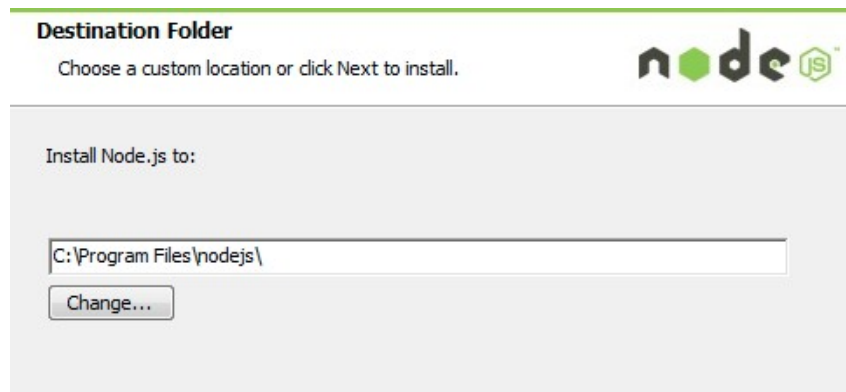 Destination Folder
Choose a custom location or click Next to install.
node JS
Install Node.js to:
C:\Program Files\nodejs\
Change...